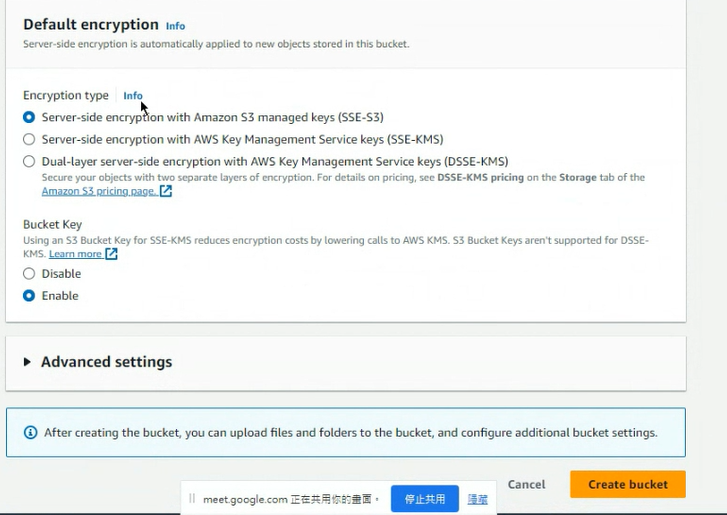 Default encryption Info
Server-side encryption is automatically applied to new objects stored in this bucket.
Encryption type Info
Server-side encryption with Amazon S3 managed keys (SSE-S3)
Server-side encryption with AWS Key Management Service keys (SSE-KMS)
Dual-layer server-side encryption with AWS Key Management Service keys (DSSE-KMS)
Secure your objects with two separate layers of encryption. For details on pricing, see DSSE-KMS pricing on the Storage tab of the
Amazon S3 pricing page.
Bucket Key
Using an S3 Bucket Key for SSE-KMS reduces encryption costs by lowering calls to AWS KMS. S3 Bucket Keys aren't supported for DSSE-
KMS. Learn more
Disable
Enable
Advanced settings
After creating the bucket, you can upload files and folders to the bucket, and configure additional bucket settings.
Cancel Create bucket
meet.google.com 正在共用你的畫面。 停止共用 隱藏